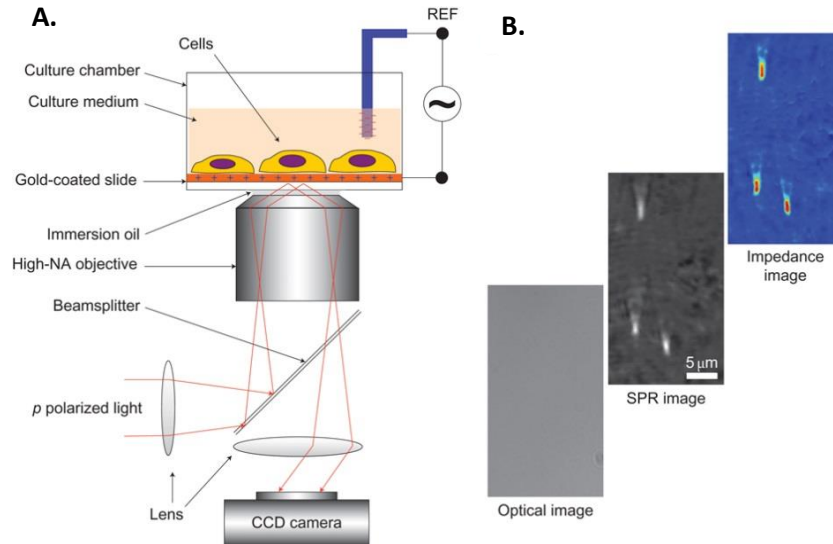 A.
REF
Cells
Culture chamber
Culture medium
Gold-coated slide
Immersion oil
High-NA objective
Beamsplitter
p polarized light
Lens
CCD camera
B.
Impedance
image
5 μm
SPR image
Optical image